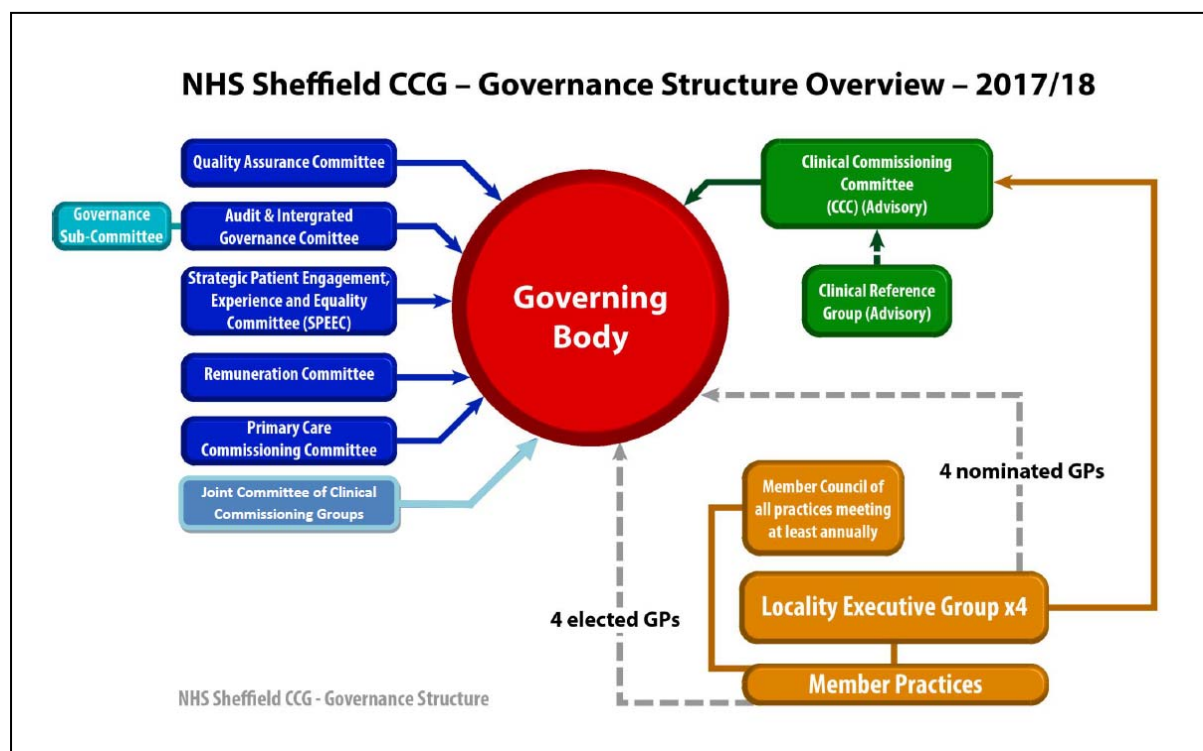 NHS Sheffield CCG – Governance Structure Overview – 2017/18
Quality Assurance Committee
Governance
Sub-Committee
Audit & Intergrated
Governance Comittee
Strategic Patient Engagement,
Experience and Equality
Committee (SPEEC)
Remuneration Committee
Primary Care
Commissioning Committee
Joint Committee of Clinical
Commissioning Groups
Governing
Body
Clinical Commissioning
Committee
(CCC) (Advisory)
Clinical Reference
Group (Advisory)
4 nominated GPs
Member Council of
all practices meeting
at least annually
Locality Executive Group x4
4 elected GPs
Member Practices
NHS Sheffield CCG - Governance Structure